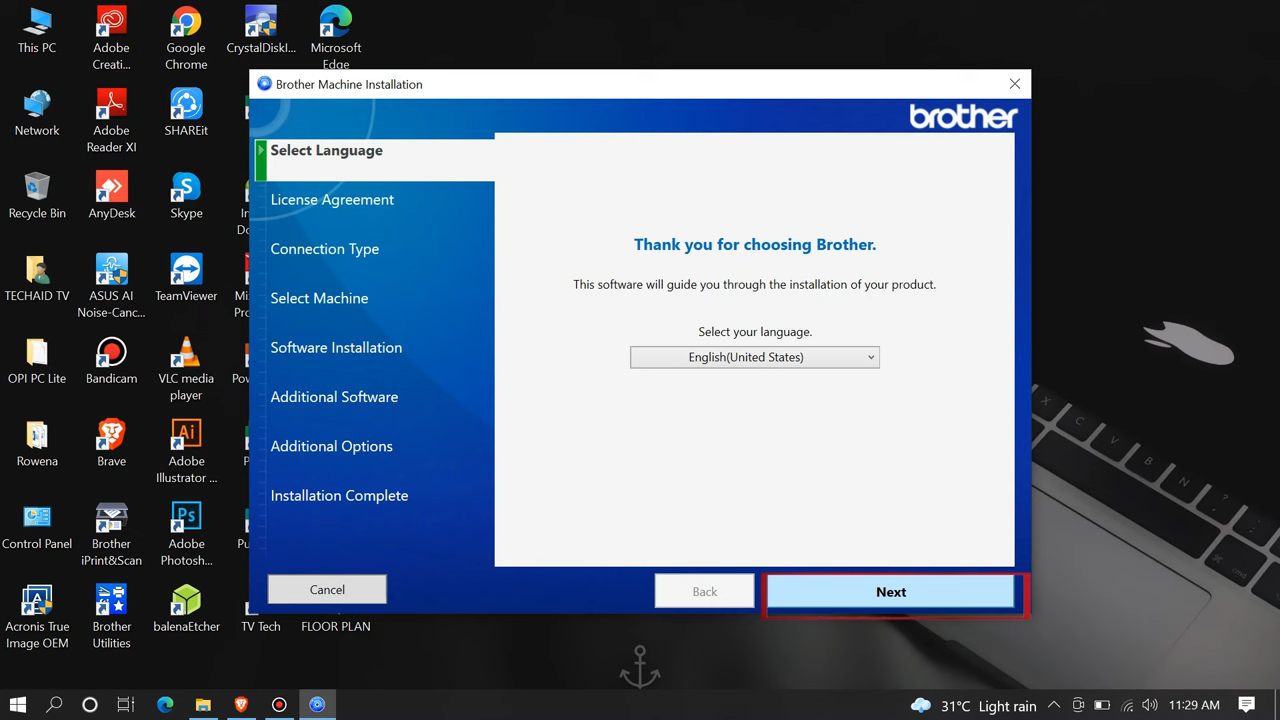 This PC
Adobe
Creati...
Google
Chrome
CrystalDiskI...
Microsoft
Edge
Network
Adobe
Reader XI
SHAREit
Recycle Bin
AnyDesk
Skype
TECHAID TV
ASUS AI
Noise-Canc...
TeamViewer
OPI PC Lite
Bandicam
VLC media
player
Rowena
Brave
Adobe
Illustrator ...
Control Panel
Brother
iPrint&Scan
Adobe
Photosh...
Acronis True
Image OEM
Brother
Utilities
balenaEtcher
TV Tech
FLOOR PLAN
Brother Machine Installation
brother
Select Language
License Agreement
Connection Type
Select Machine
Software Installation
Additional Software
Additional Options
Installation Complete
Thank you for choosing Brother.
This software will guide you through the installation of your product.
Select your language.
English(United States)
Cancel
Back
Next
31°C Light rain
11:29 AM